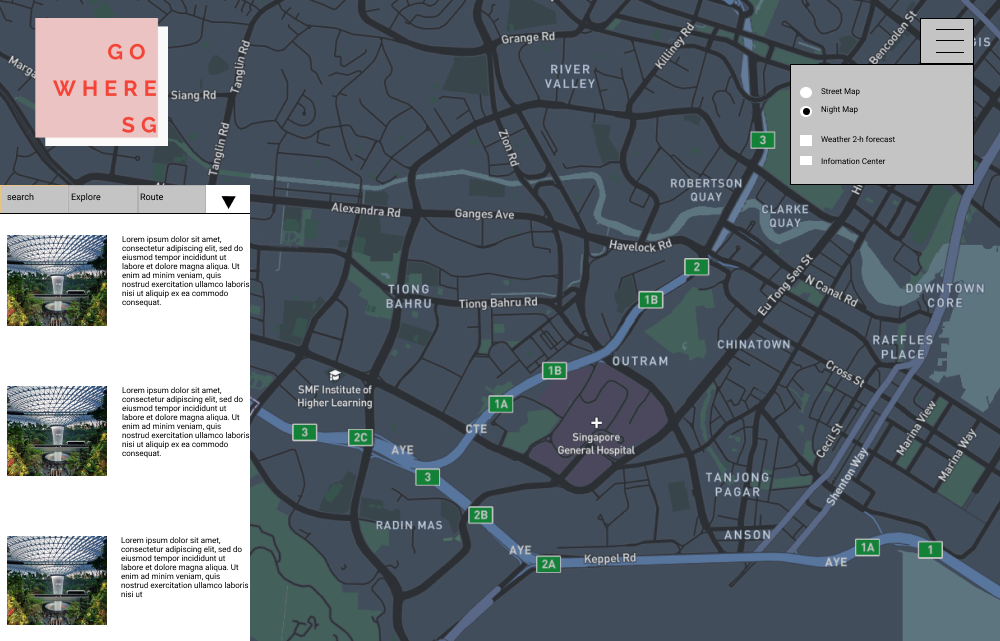 GO
WHERE
SG
Marga
Siang Rd
Tanglin Rd
Tanglin Rd
Grange Rd
Killiney Rd
Bencoolen St
GIS
RIVER
VALLEY
Zion Rd
3
Street Map
Night Map
Weather 2-h forecast
Infomation Center
search
Explore
Route
▼
Lorem ipsum dolor sit amet,
consectetur adipiscing elit, sed do
eiusmod tempor incididunt ut
labore et dolore magna aliqua. Ut
enim ad minim veniam, quis
nostrud exercitation ullamco laboris
nisi ut aliquip ex ea commodo
consequat.
Lorem ipsum dolor sit amet,
consectetur adipiscing elit, sed do
eiusmod tempor incididunt ut
labore et dolore magna aliqua. Ut
enim ad minim veniam, quis
nostrud exercitation ullamco laboris
nisi ut aliquip ex ea commodo
consequat.
Lorem ipsum dolor sit amet,
consectetur adipiscing elit, sed do
eiusmod tempor incididunt ut
labore et dolore magna aliqua. Ut
enim ad minim veniam, quis
nostrud exercitation ullamco laboris
nisi ut
ROBERTSON
QUAY
CLARKE
QUAY
Alexandra Rd
Ganges Ave
Havelock Rd
2
Eu Tong Sen St
N Canal Rd
TIONG
BAHRU
Tiong Bahru Rd
1B
DOWNTOWN
CORE
CHINATOWN
RAFFLES
PLACE
OUTRAM
1B
Cross St
SMF Institute of
Higher Learning
1A
CTE
Singapore
General Hospital
Cecil St
Marina View
Marina Way
3
2C
AYE
3
Shenton Way
TANJONG
PAGAR
2B
RADIN MAS
ANSON
AYE
2A
Keppel Rd
AYE
1A
1